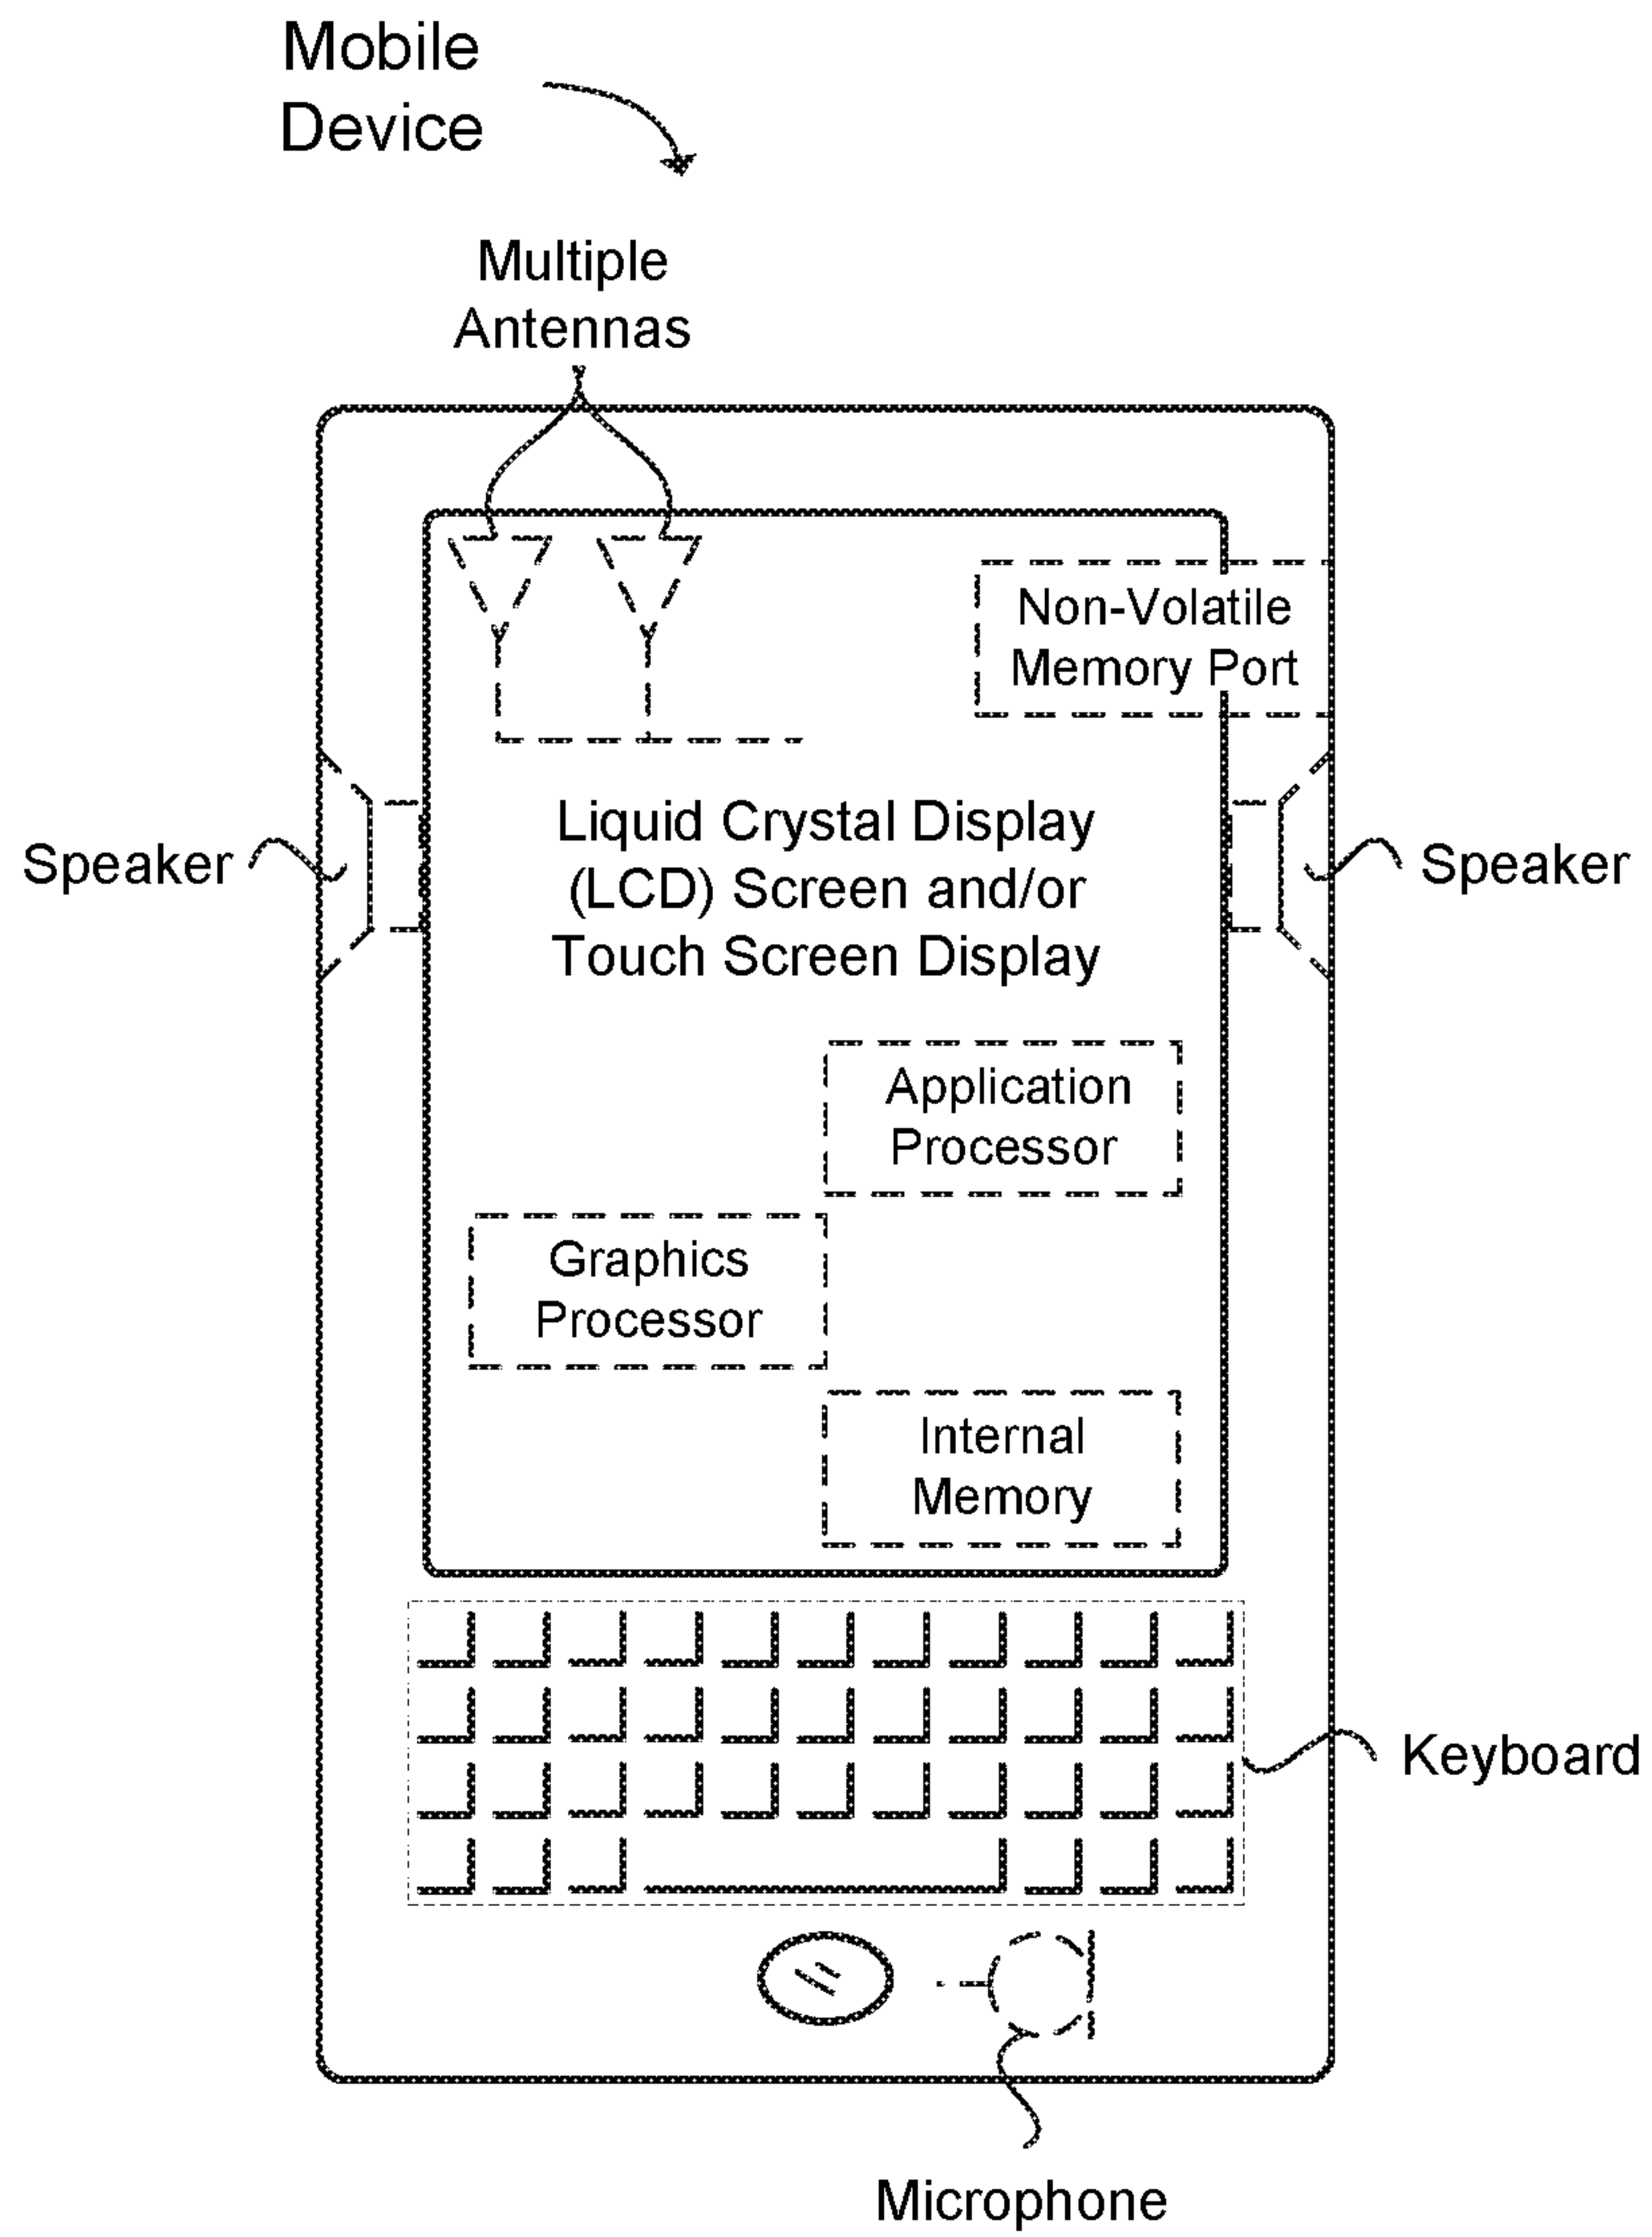 Mobile
Device
Multiple
Antennas
Non-Volatile
Memory Port
Speaker
Liquid Crystal Display
(LCD) Screen and/or
Touch Screen Display
Speaker
Application
Processor
Graphics
Processor
Internal
Memory
Keyboard
Microphone